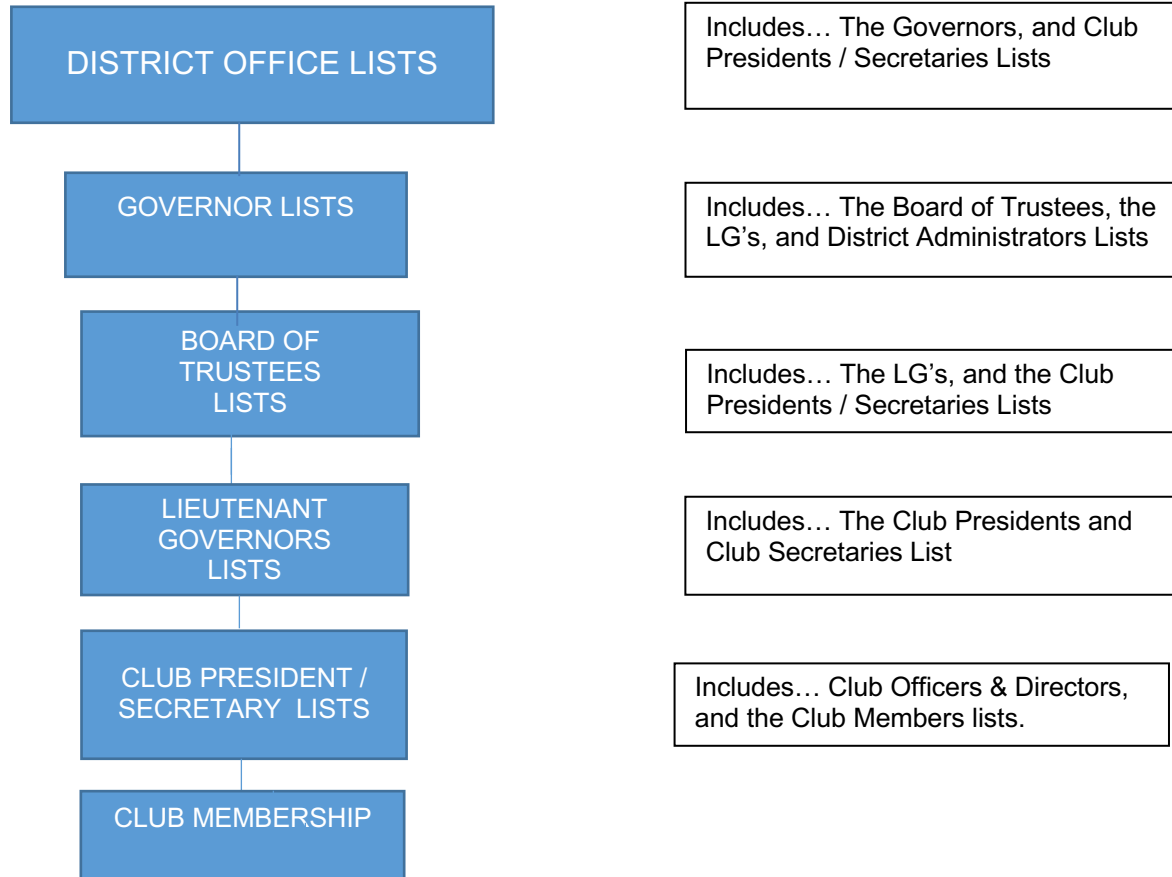 DISTRICT OFFICE LISTS
Includes… The Governors, and Club
Presidents / Secretaries Lists
GOVERNOR LISTS
Includes… The Board of Trustees, the
LG's, and District Administrators Lists
BOARD OF
TRUSTEES
LISTS
Includes… The LG's, and the Club
Presidents / Secretaries Lists
LIEUTENANT
GOVERNORS
LISTS
Includes… The Club Presidents and
Club Secretaries List
CLUB PRESIDENT /
SECRETARY LISTS
Includes… Club Officers & Directors,
and the Club Members lists.
CLUB MEMBERSHIP